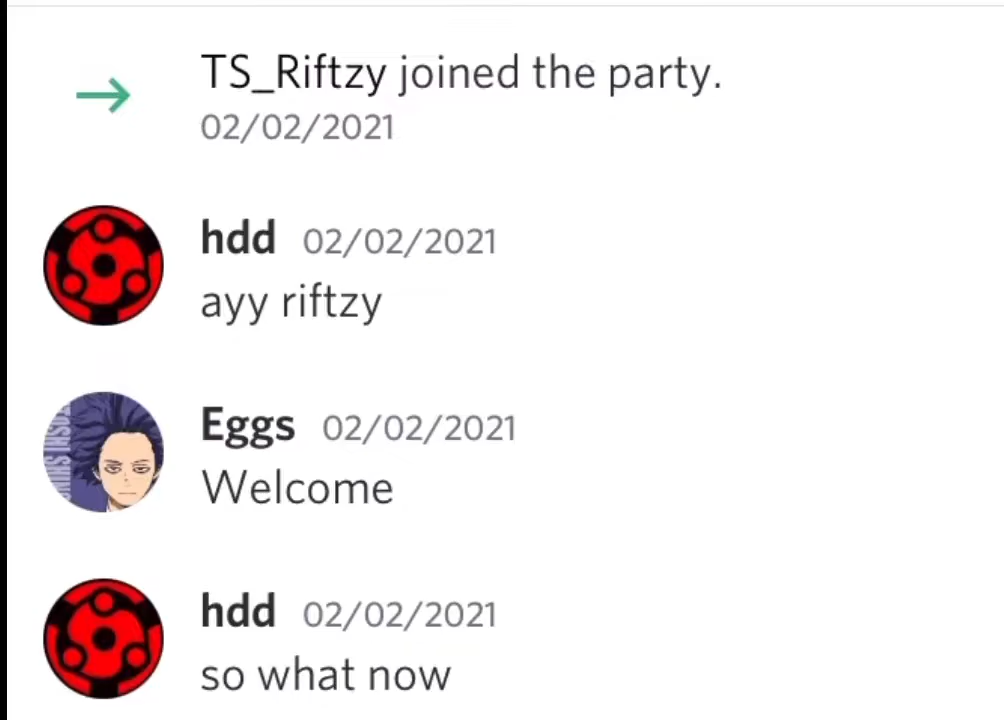 TS_Riftzy joined the party.
02/02/2021
hdd 02/02/2021
ayy riftzy
Eggs 02/02/2021
Welcome
hdd 02/02/2021
so what now